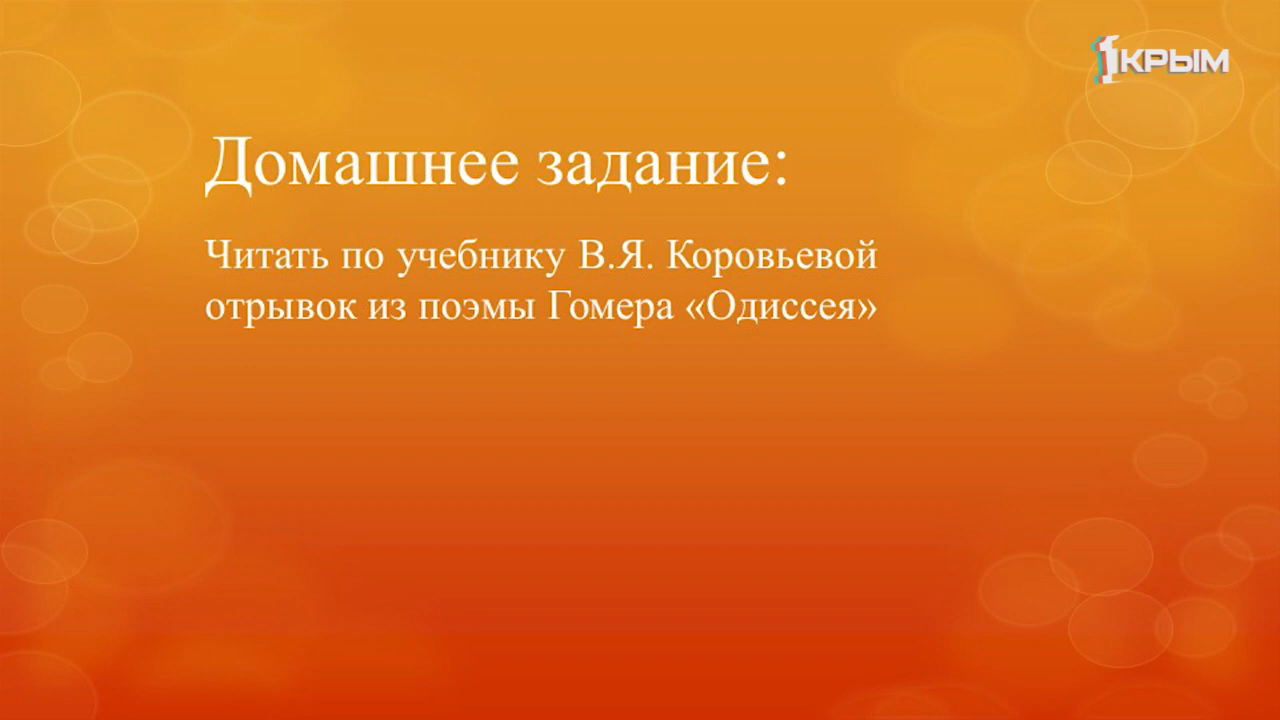 1КРЫМ
Домашнее задание:
Читать по учебнику В.Я. Коровьевой
отрывок из поэмы Гомера «Одиссея»